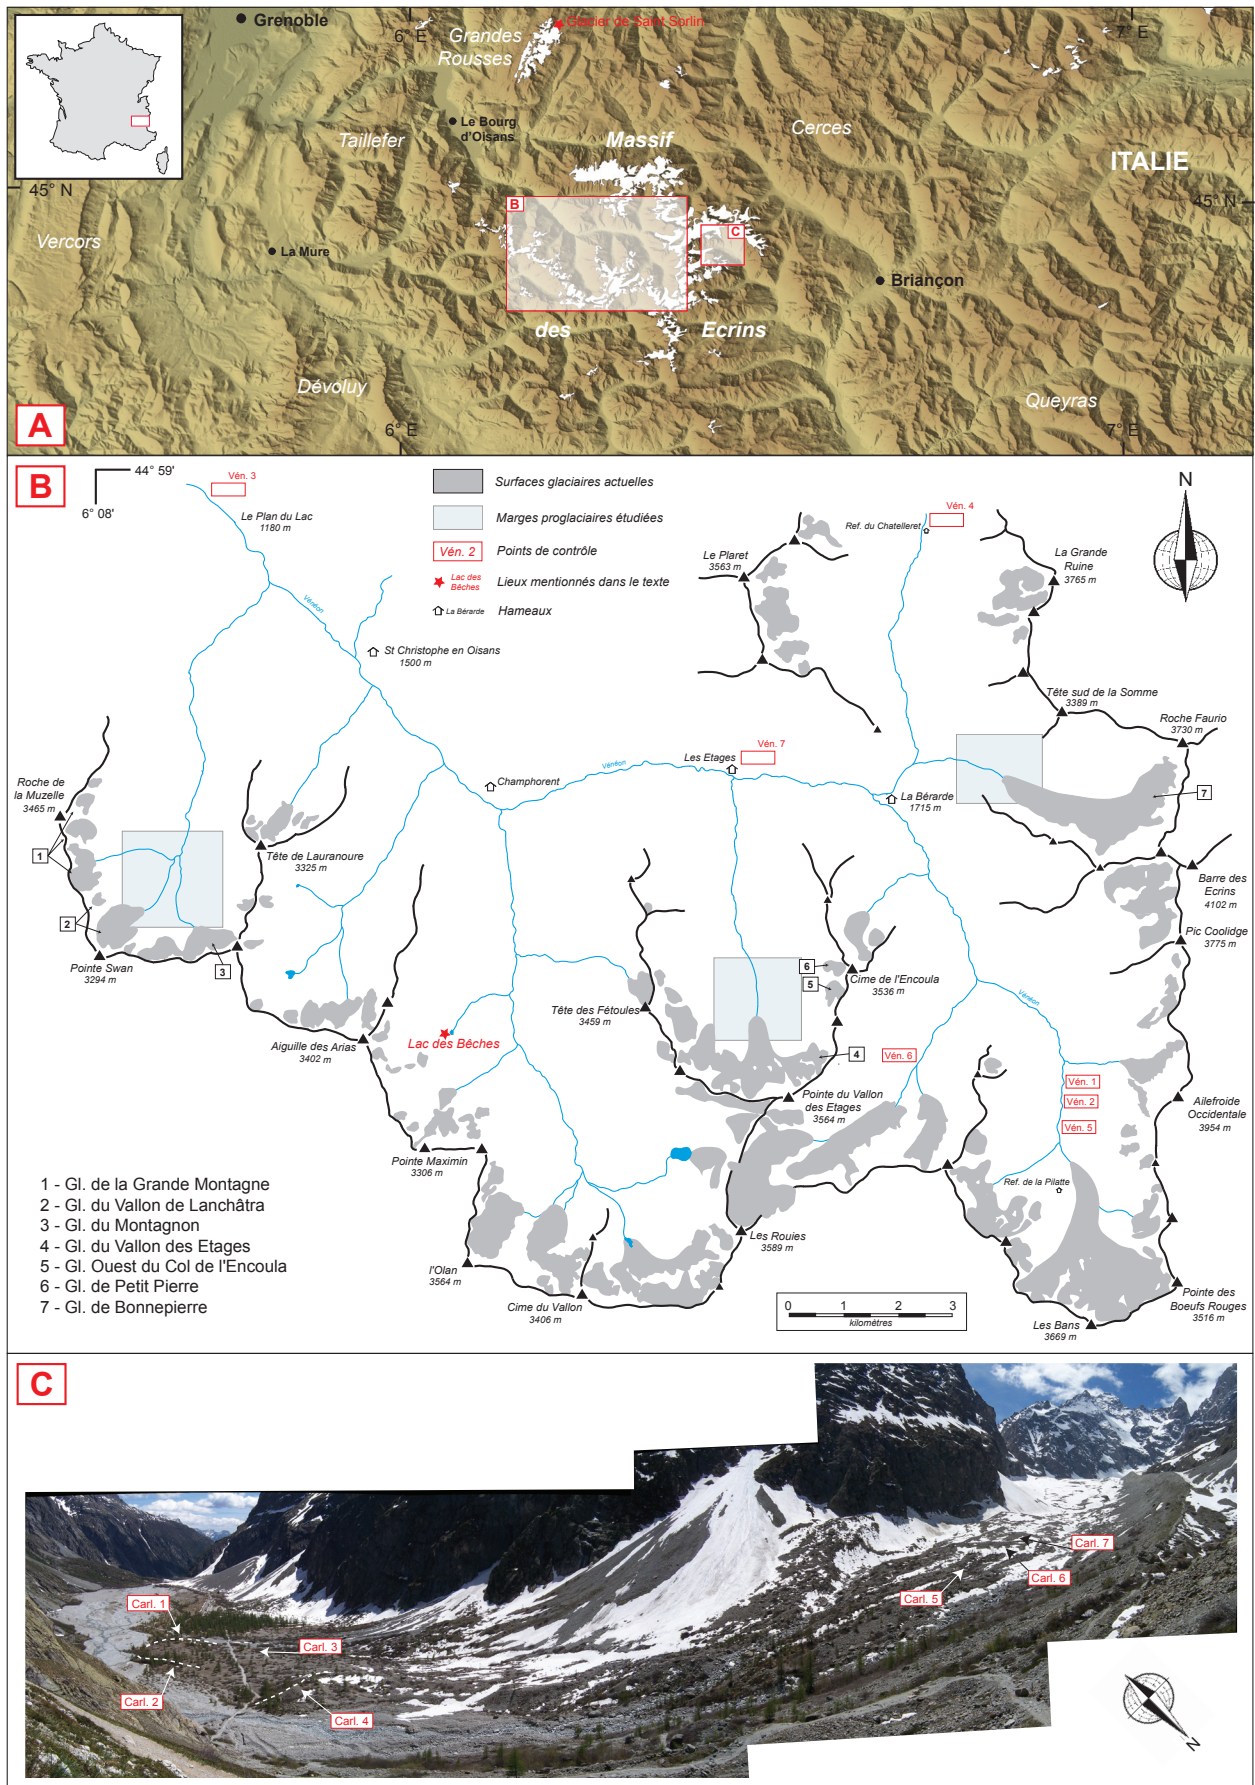 Grenoble
6° E
Grandes
Rousses
Glacier de Saint Sorlin
7° E
Le Bourg
d'Oisans
Taillefer
Massif
Cerces
ITALIE
45° N
45° N
B
C
Vercors
La Mure
Briançon
des
Ecrins
Dévoluy
Queyras
A
6° E
7° E
B
44° 59'
6° 08'
Vén. 3
Le Plan du Lac
1180 m
Surfaces glaciaires actuelles
Marges proglaciaires étudiées
Vén. 2
Points de contrôle
Lac des
Bêches
Lieux mentionnés dans le texte
La Bérarde
Hameaux
Vén. 4
Ref. du Chatelleret
N
Le Plaret
3563 m
La Grande
Ruine
3765 m
Vénéon
St Christophe en Oisans
1500 m
Tête sud de la Somme
3389 m
Roche Faurio
3730 m
Vén. 7
Les Etages
Vénéon
Champhorent
La Bérarde
1715 m
7
Roche de
la Muzelle
3465 m
1
Tête de Lauranoure
3325 m
Barre des
Ecrins
4102 m
2
Pic Coolidge
3775 m
Pointe Swan
3294 m
3
6
5
Cime de l'Encoula
3536 m
Vénéon
Tête des Fétoules
3459 m
Aiguille des Arias
3402 m
Lac des Bêches
4
Vén. 6
Vén. 1
Vén. 2
Vén. 5
Pointe du Vallon
des Etages
3564 m
Ailefroide
Occidentale
3954 m
Pointe Maximin
3306 m
Ref. de la Pilatte
1 - Gl. de la Grande Montagne
2 - Gl. du Vallon de Lanchâtra
3 - Gl. du Montagnon
4 - Gl. du Vallon des Etages
5 - Gl. Ouest du Col de l'Encoula
6 - Gl. de Petit Pierre
7 - Gl. de Bonnepierre
Les Rouies
3589 m
l'Olan
3564 m
Cime du Vallon
3406 m
0 1 2 3
kilomètres
Pointe des
Boeufs Rouges
3516 m
Les Bans
3669 m
C
Carl. 7
Carl. 6
Carl. 5
Carl. 1
Carl. 3
Carl. 2
Carl. 4
N